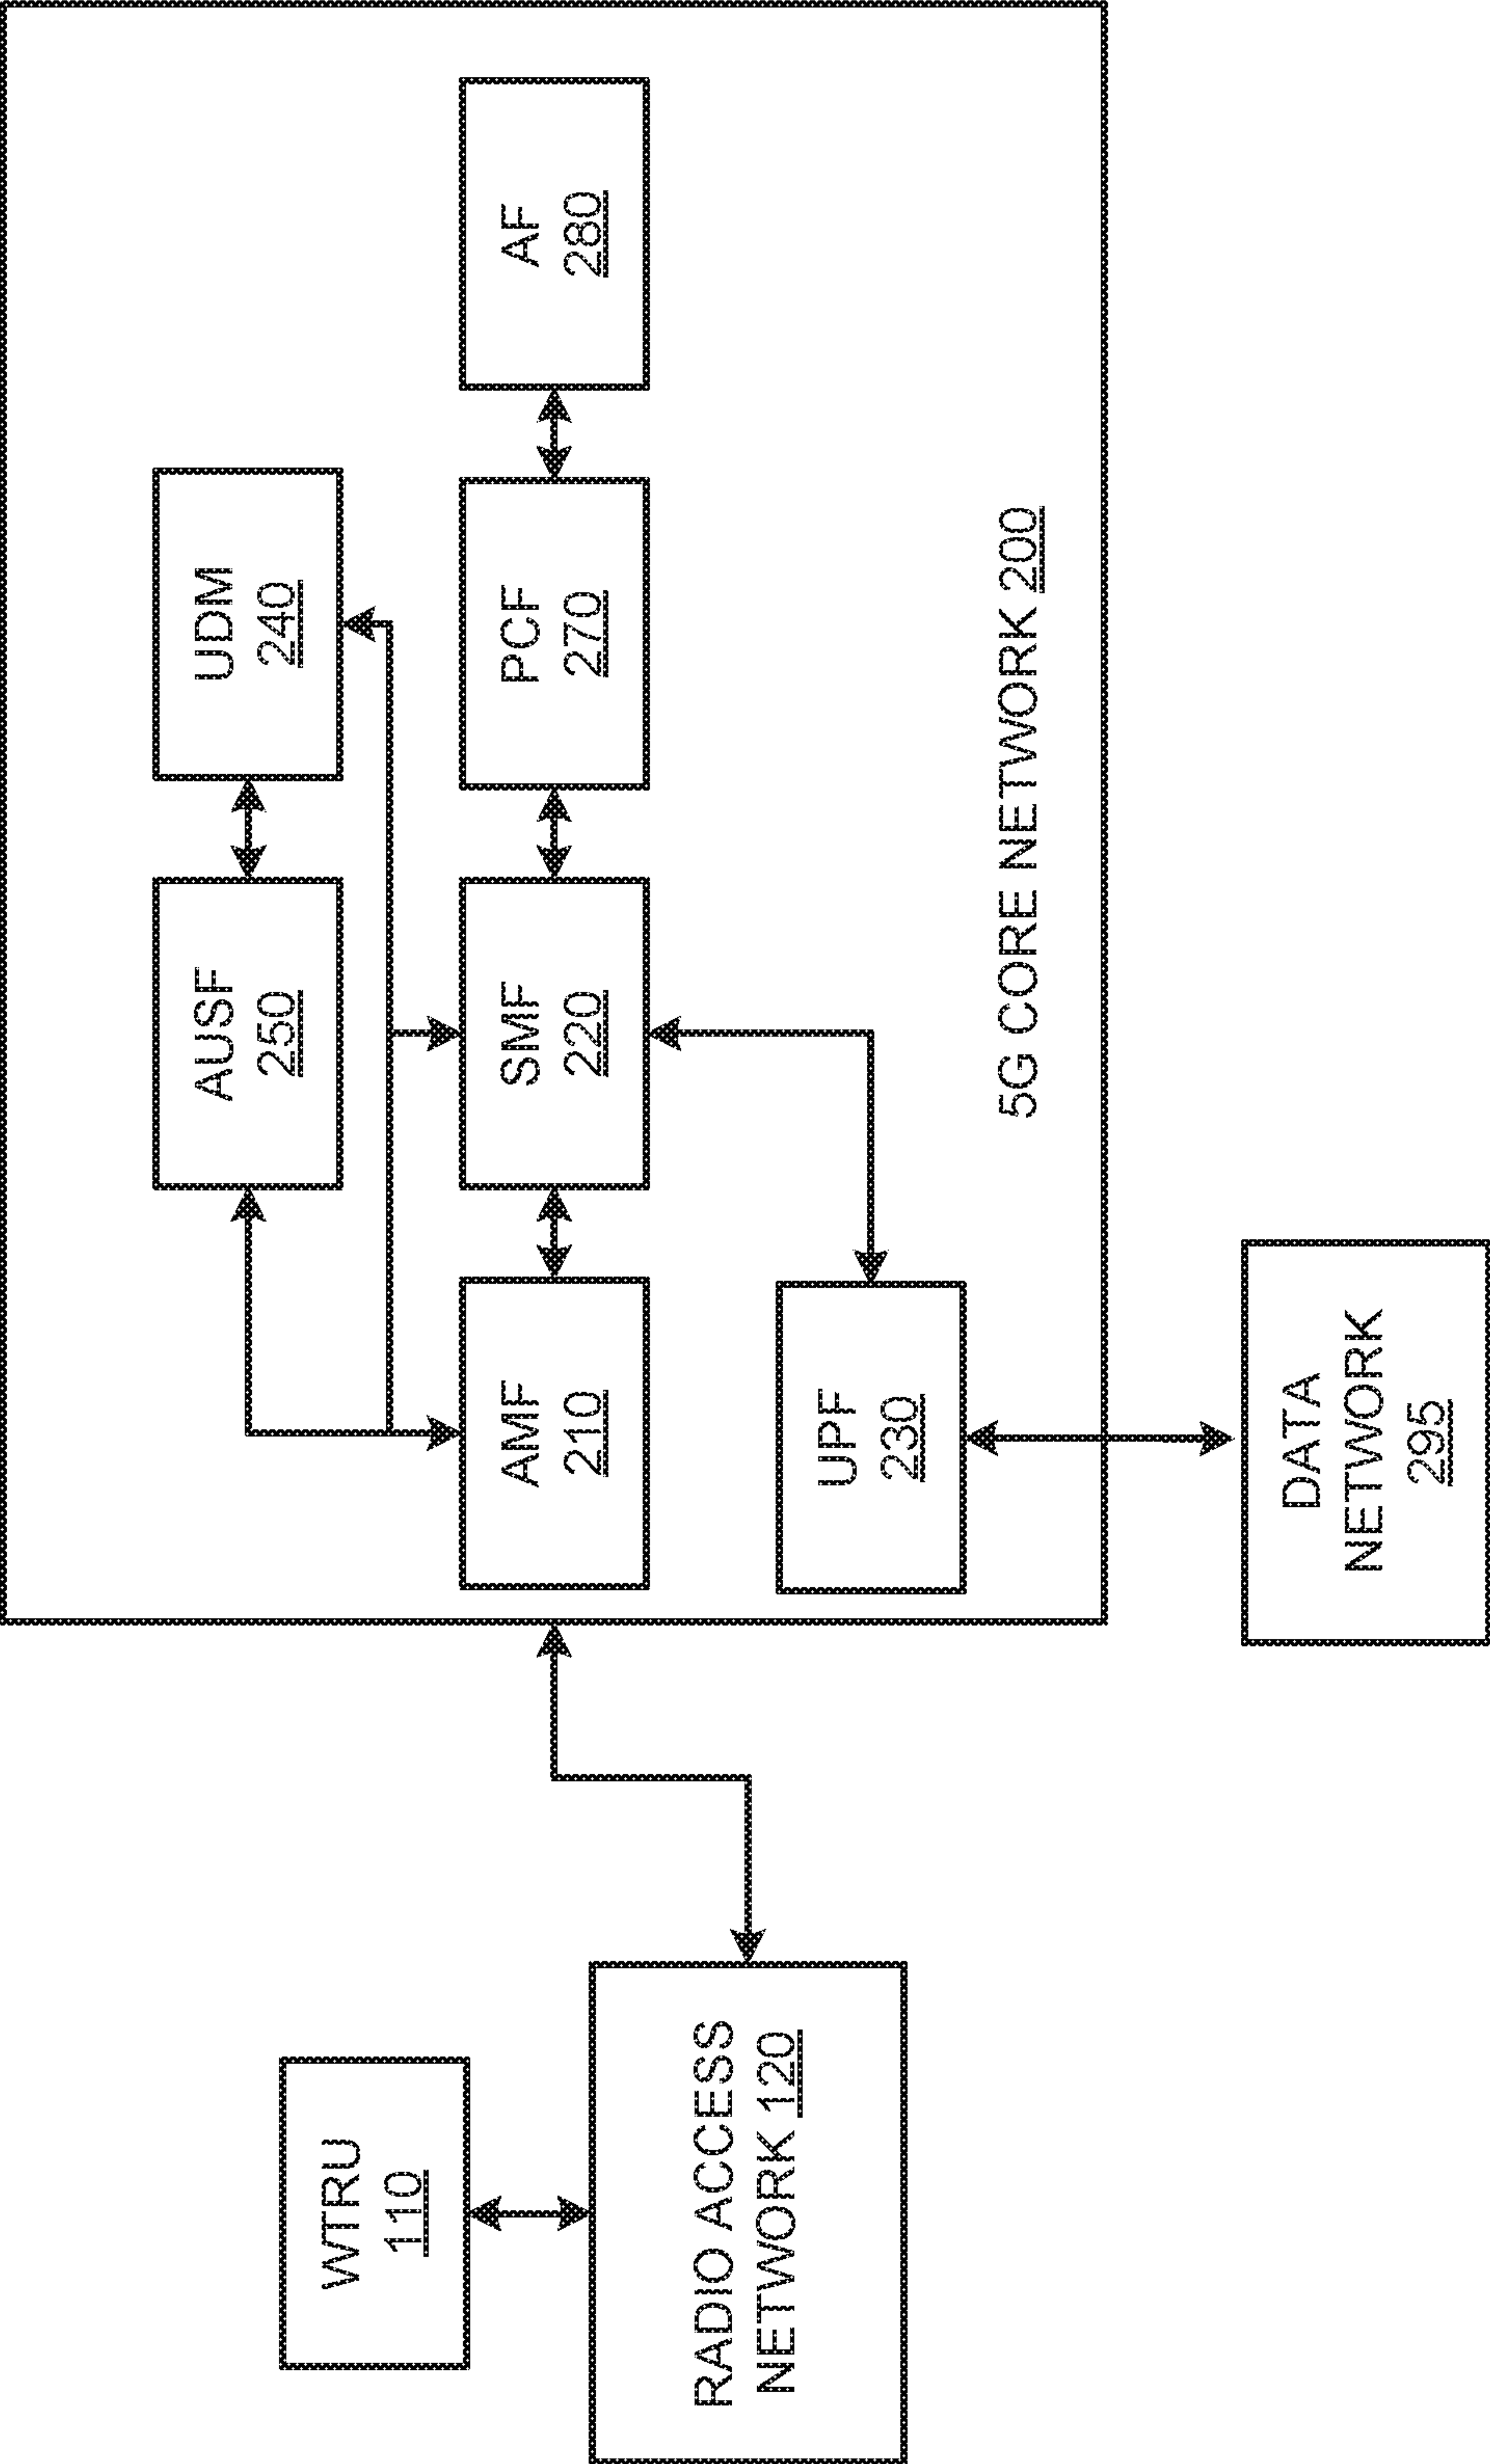 AUSF
250
UDM
240
AMF
210
SMF
220
PCF
270
AF
280
WTRU
110
UPF
230
RADIO ACCESS
NETWORK 120
5G CORE NETWORK 200
DATA
NETWORK
295